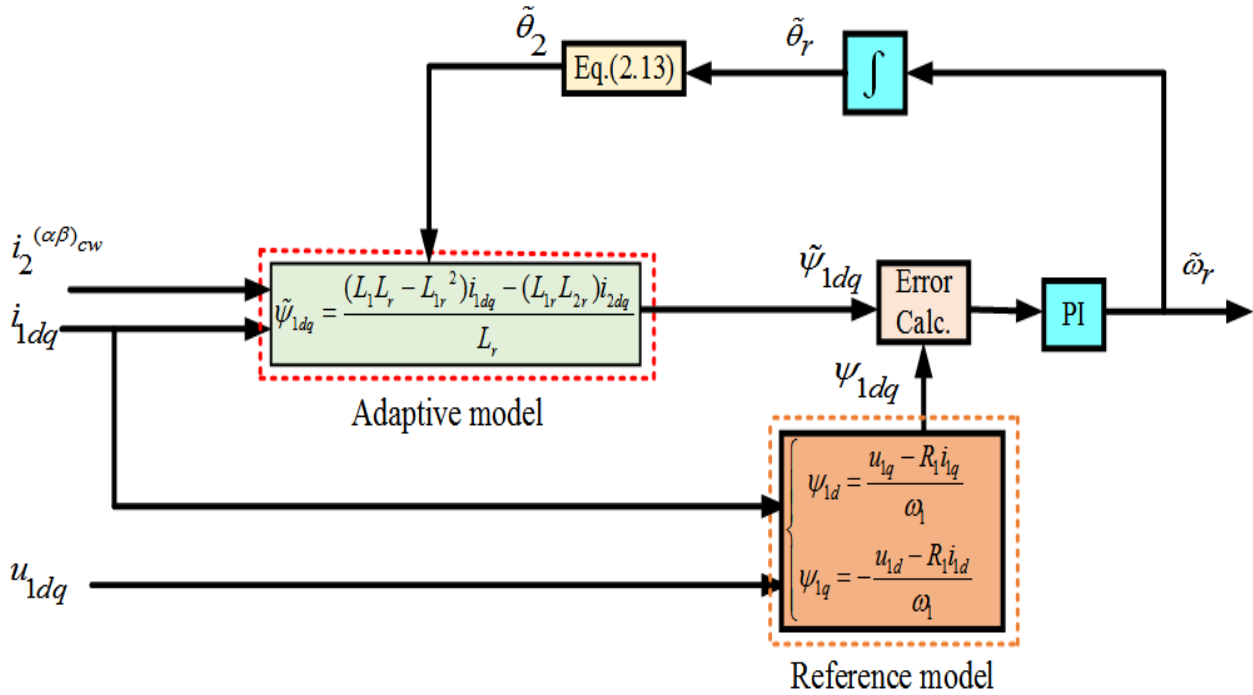 θ̃₂
Eq.(2.13)
θ̃ᵣ
∫
i₂^(αβ)cw
i₁dq
ψ̃₁dq = ((L₁Lᵣ − L₁ᵣ²)i₁dq − (L₁ᵣL₂ᵣ)i₂dq) / Lᵣ
Adaptive model
ψ̃₁dq
Error
Calc.
PI
ω̃ᵣ
ψ₁dq
ψ₁d = (u₁q − R₁i₁q) / ω₁
ψ₁q = −(u₁d − R₁i₁d) / ω₁
u₁dq
Reference model